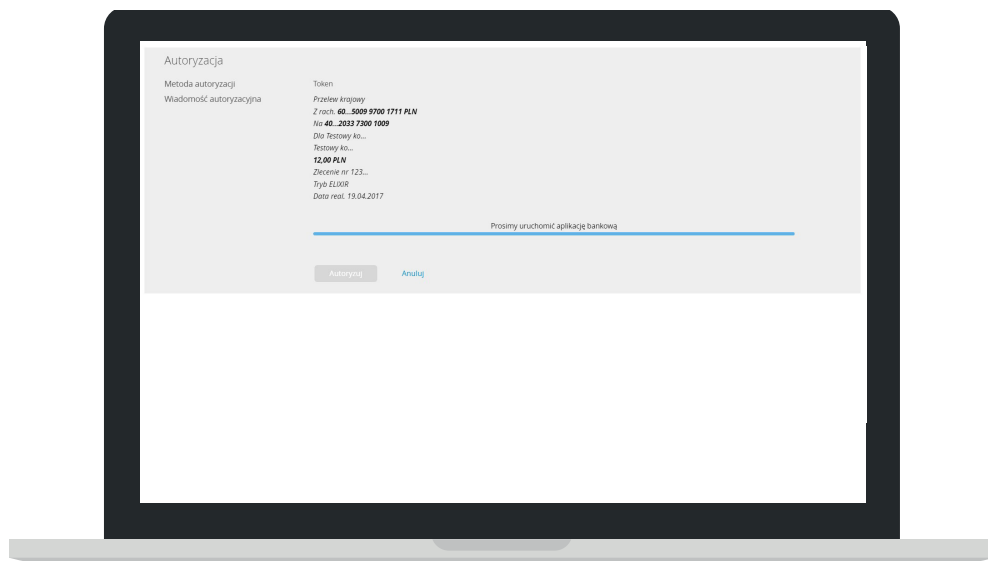 Autoryzacja
Metoda autoryzacji Token
Wiadomość autoryzacyjna Przelew krajowy
Z rach. 60...5009 9700 1711 PLN
Na 40...2033 7300 1009
Dla Testowy ko...
Testowy ko...
12,00 PLN
Zlecenie nr 123...
Tryb ELIXIR
Data real. 19.04.2017
Prosimy uruchomić aplikację bankową
Autoryzuj Anuluj